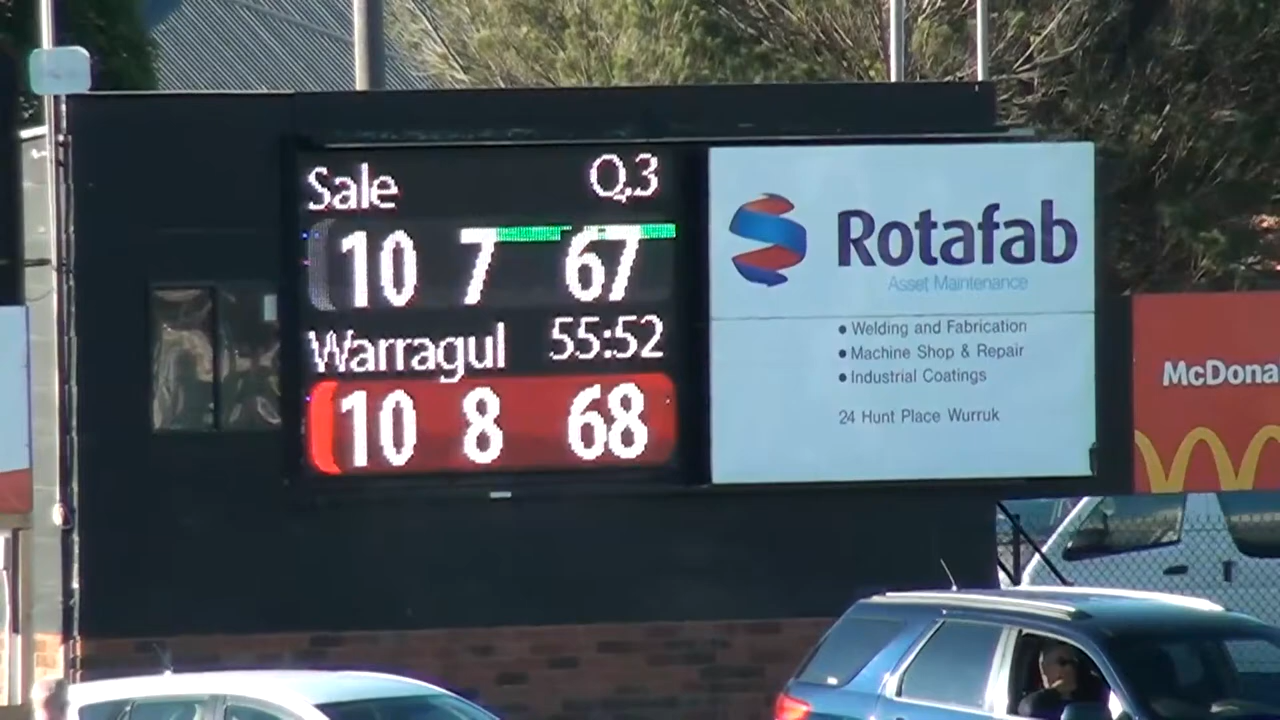 Sale Q.3
10 7 67
Warragul 55:52
10 8 68
Rotafab
Asset Maintenance
• Welding and Fabrication
• Machine Shop & Repair
• Industrial Coatings
24 Hunt Place Wurruk
McDona